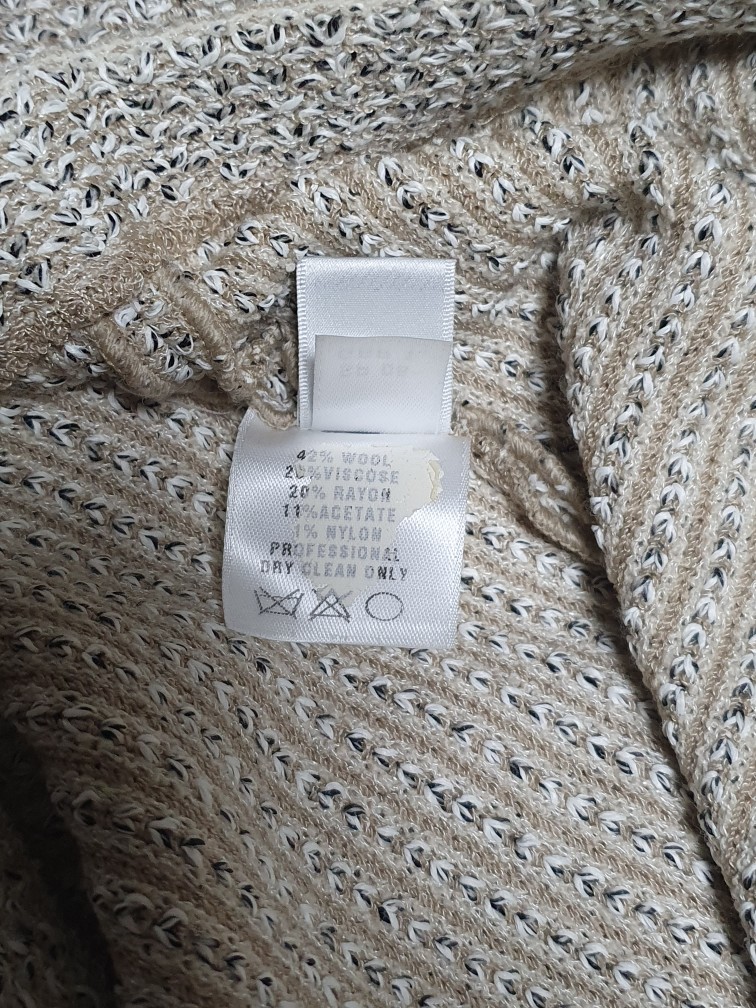 42% WOOL
%VISCOSE
20% RAYON
11%ACETATE
1% NYLON
PROFESSIONAL
DRY CLEAN ONLY